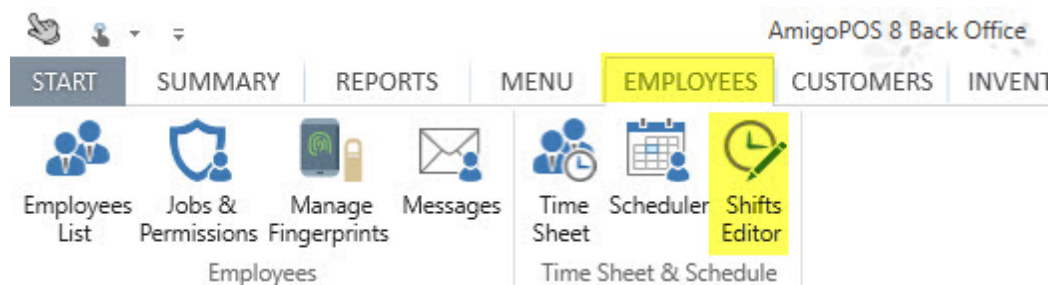 AmigoPOS 8 Back Office
START SUMMARY REPORTS MENU EMPLOYEES CUSTOMERS INVENT
Employees List
Jobs & Permissions
Manage Fingerprints
Messages
Time Sheet
Scheduler
Shifts Editor
Employees
Time Sheet & Schedule